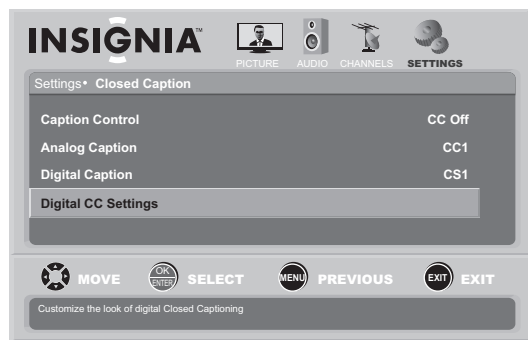 INSIGNIA™
PICTURE AUDIO CHANNELS SETTINGS
Settings• Closed Caption
Caption Control CC Off
Analog Caption CC1
Digital Caption CS1
Digital CC Settings
MOVE OK ENTER SELECT MENU PREVIOUS EXIT EXIT
Customize the look of digital Closed Captioning